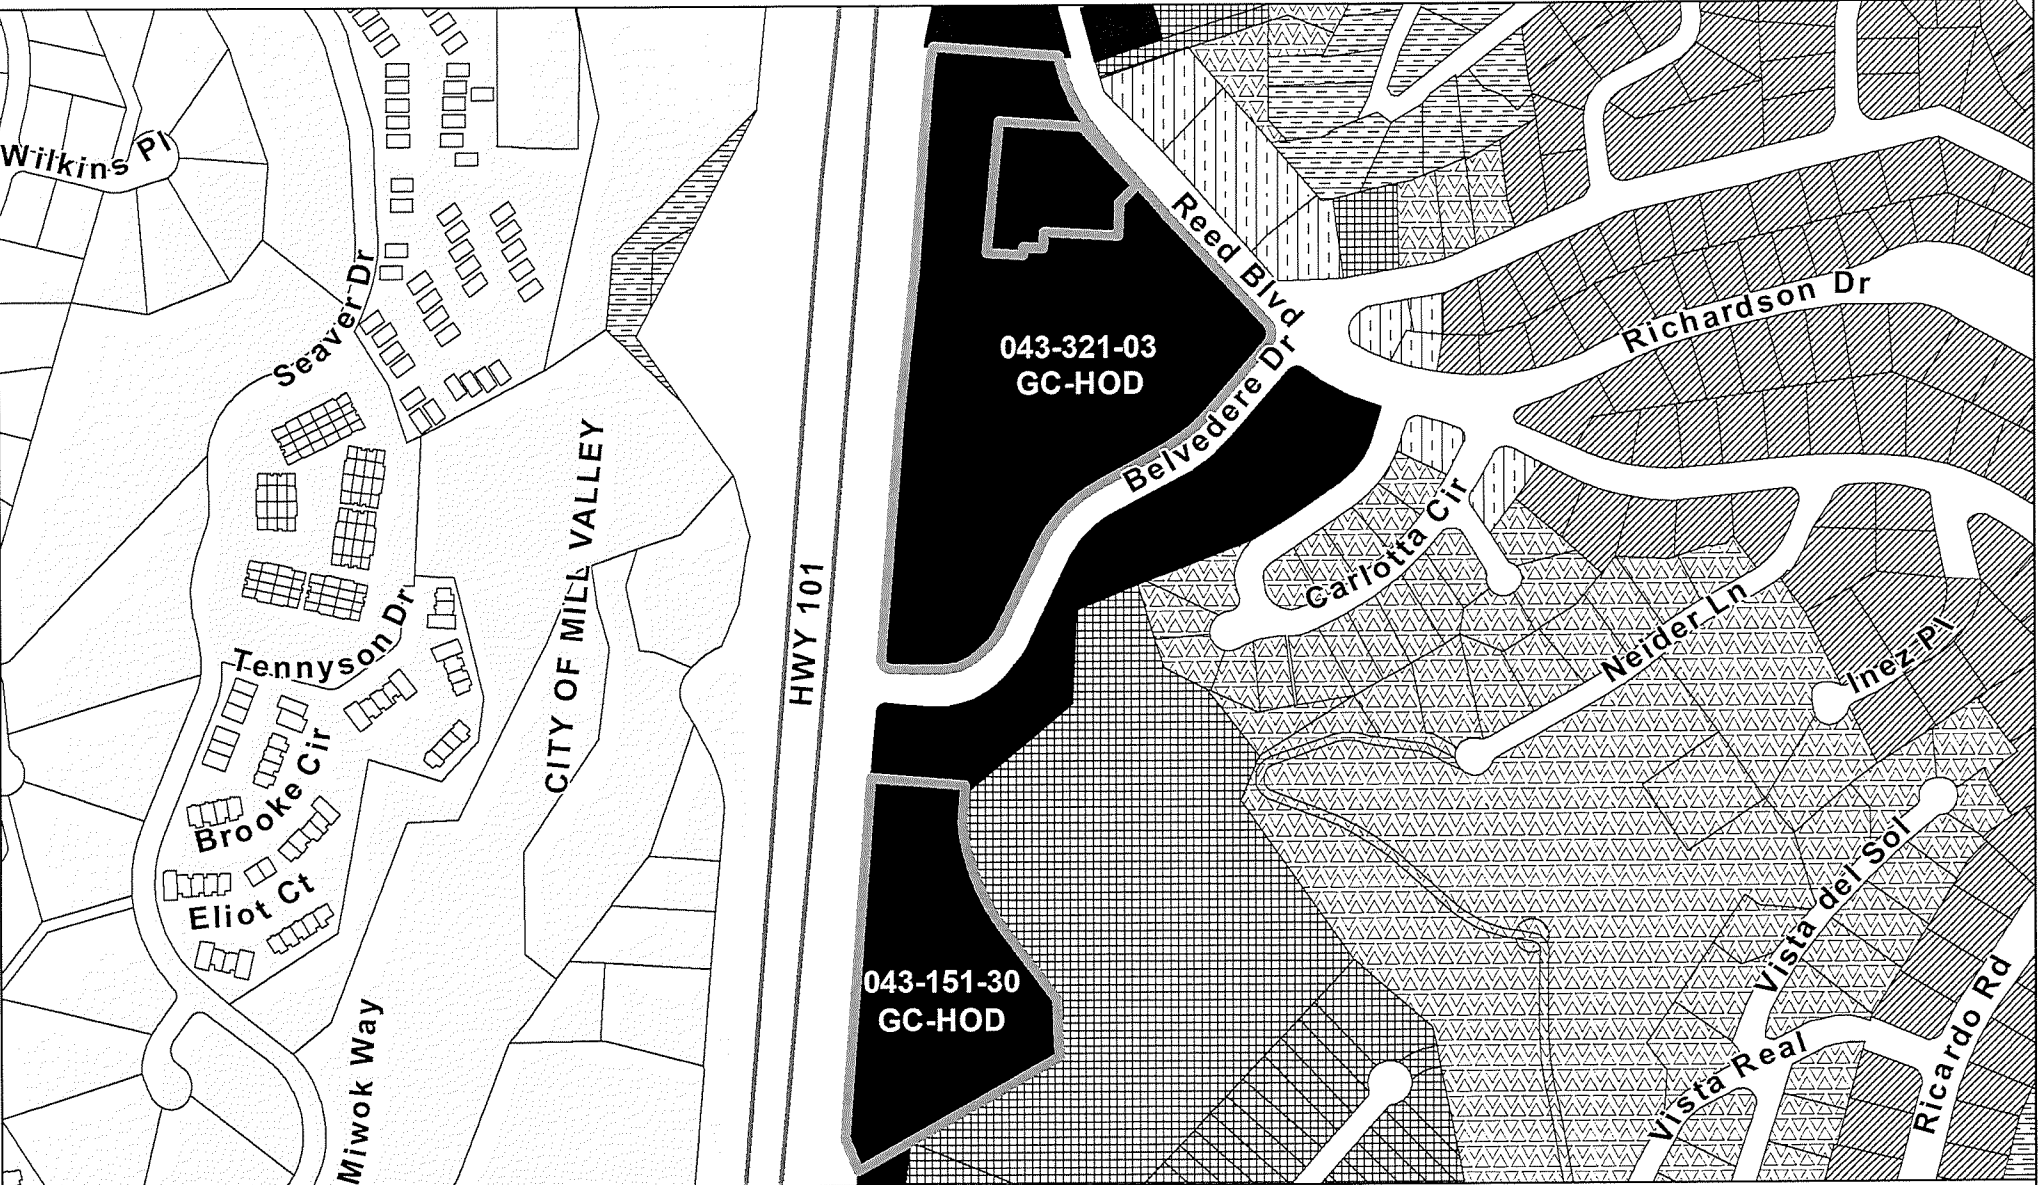 Wilkins Pl
Seaver Dr
Reed Blvd
Richardson Dr
043-321-03
GC-HOD
Belvedere Dr
Carlotta Cir
CITY OF MILL VALLEY
HWY 101
Neider Ln
Inez Pl
Tennyson Dr
Brooke Cir
Eliot Ct
Vista del Sol
043-151-30
GC-HOD
Miwok Way
Vista Real
Ricardo Rd